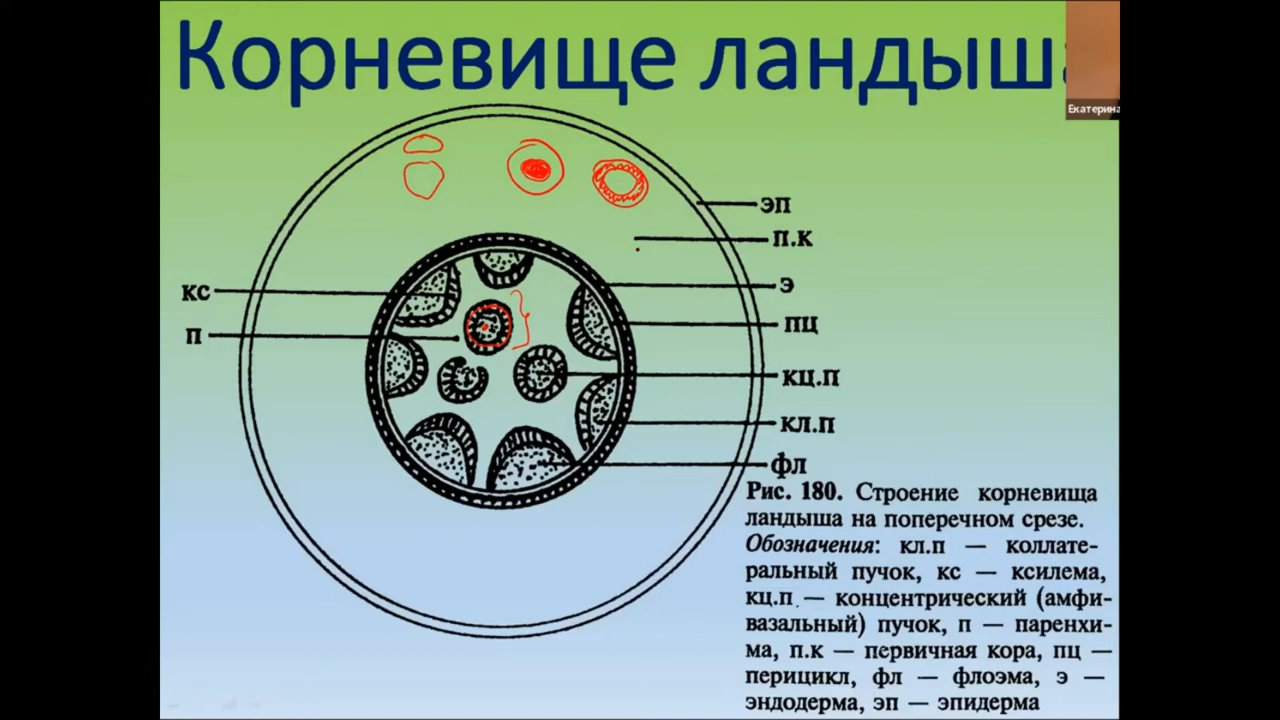 Корневище ландыша
Екатерина
эп
п.к
э
кс
пц
п
кц.п
кл.п
фл
Рис. 180. Строение корневища
ландыша на поперечном срезе.
Обозначения: кл.п — коллате-
ральный пучок, кс — ксилема,
кц.п. — концентрический (амфи-
вазальный) пучок, п — паренхи-
ма, п.к — первичная кора, пц —
перицикл, фл — флоэма, э —
эндодерма, эп — эпидерма